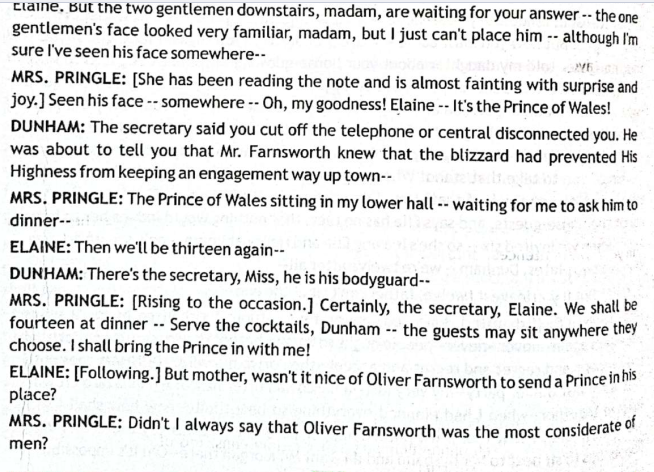 Elaine. But the two gentlemen downstairs, madam, are waiting for your answer -- the one
gentlemen's face looked very familiar, madam, but I just can't place him -- although I'm
sure I've seen his face somewhere--
MRS. PRINGLE: [She has been reading the note and is almost fainting with surprise and
joy.] Seen his face -- somewhere -- Oh, my goodness! Elaine -- It's the Prince of Wales!
DUNHAM: The secretary said you cut off the telephone or central disconnected you. He
was about to tell you that Mr. Farnsworth knew that the blizzard had prevented His
Highness from keeping an engagement way up town--
MRS. PRINGLE: The Prince of Wales sitting in my lower hall -- waiting for me to ask him to
dinner--
ELAINE: Then we'll be thirteen again--
DUNHAM: There's the secretary, Miss, he is his bodyguard--
MRS. PRINGLE: [Rising to the occasion.] Certainly, the secretary, Elaine. We shall be
fourteen at dinner -- Serve the cocktails, Dunham -- the guests may sit anywhere they
choose. I shall bring the Prince in with me!
ELAINE: [Following.] But mother, wasn't it nice of Oliver Farnsworth to send a Prince in his
place?
MRS. PRINGLE: Didn't I always say that Oliver Farnsworth was the most considerate of
men?